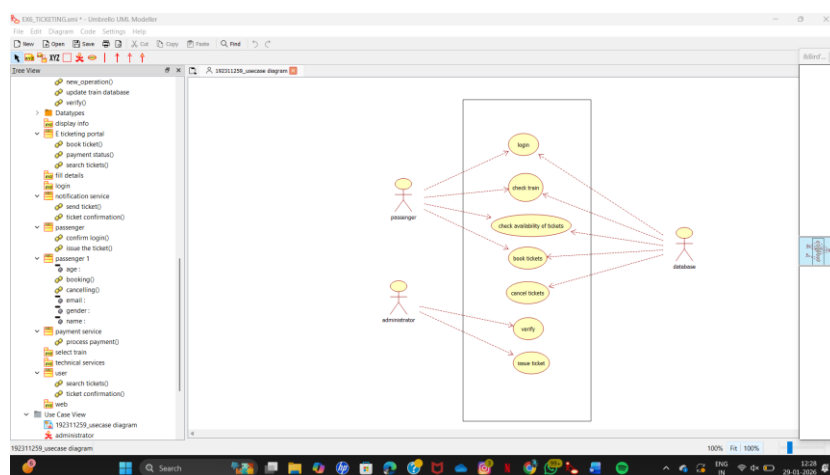 EX6_TICKETING.xmi * - Umbrello UML Modeller
File Edit Diagram Code Settings Help
New Open Save Cut Copy Paste Find
XYZ
Tree View
192311259_usecase diagram
new_operation()
update train database
verify()
Datatypes
display info
E ticketing portal
book ticket()
payment status()
search tickets()
fill details
login
notification service
send ticket()
ticket confirmation()
passenger
confirm login()
issue the ticket()
passenger 1
age :
booking()
cancelling()
email :
gender :
name :
payment service
process payment()
select train
technical services
user
search tickets()
ticket confirmation()
web
Use Case View
192311259_usecase diagram
administrator
login
check train
passenger
check availability of tickets
book tickets
database
cancel tickets
administrator
verify
issue ticket
192311259_usecase diagram
100% Fit 100%
Search
99+
ENG
IN
12:28
29-01-2026